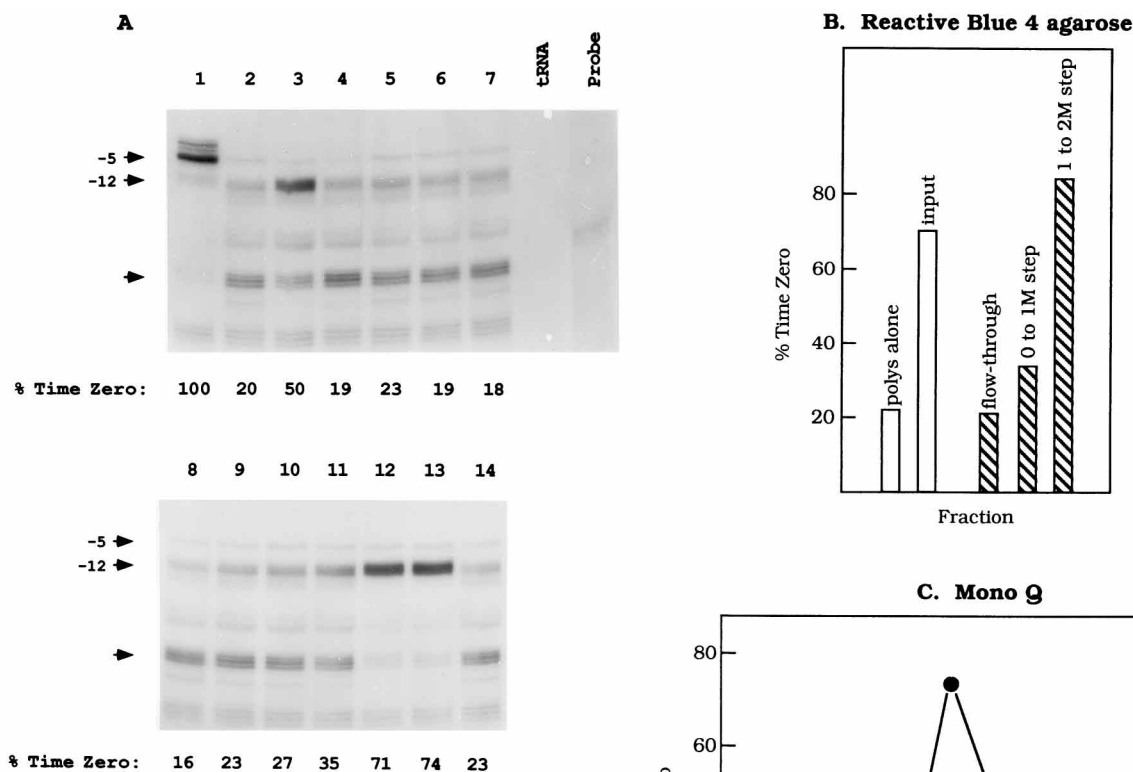 A
1 2 3 4 5 6 7 tRNA Probe
-5
-12
% Time Zero: 100 20 50 19 23 19 18
8 9 10 11 12 13 14
-5
-12
% Time Zero: 16 23 27 35 71 74 23
B. Reactive Blue 4 agarose
80
60
40
20
% Time Zero
polys alone
input
flow-through
0 to 1M step
1 to 2M step
Fraction
C. Mono Q
80
60